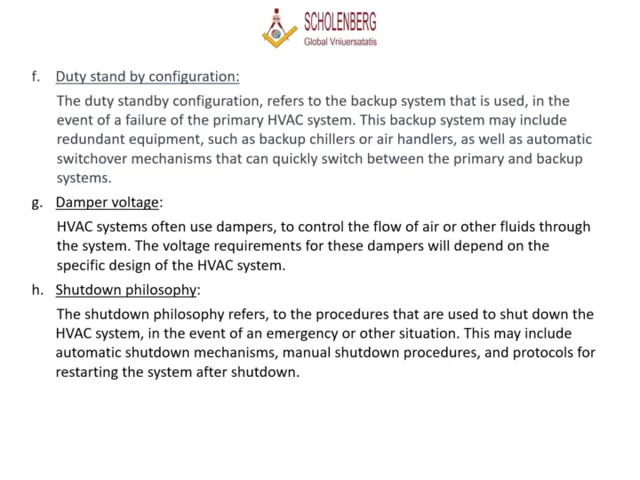 SCHOLENBERG
Global Vniuersatatis
f. Duty stand by configuration:
The duty standby configuration, refers to the backup system that is used, in the
event of a failure of the primary HVAC system. This backup system may include
redundant equipment, such as backup chillers or air handlers, as well as automatic
switchover mechanisms that can quickly switch between the primary and backup
systems.
g. Damper voltage:
HVAC systems often use dampers, to control the flow of air or other fluids through
the system. The voltage requirements for these dampers will depend on the
specific design of the HVAC system.
h. Shutdown philosophy:
The shutdown philosophy refers, to the procedures that are used to shut down the
HVAC system, in the event of an emergency or other situation. This may include
automatic shutdown mechanisms, manual shutdown procedures, and protocols for
restarting the system after shutdown.